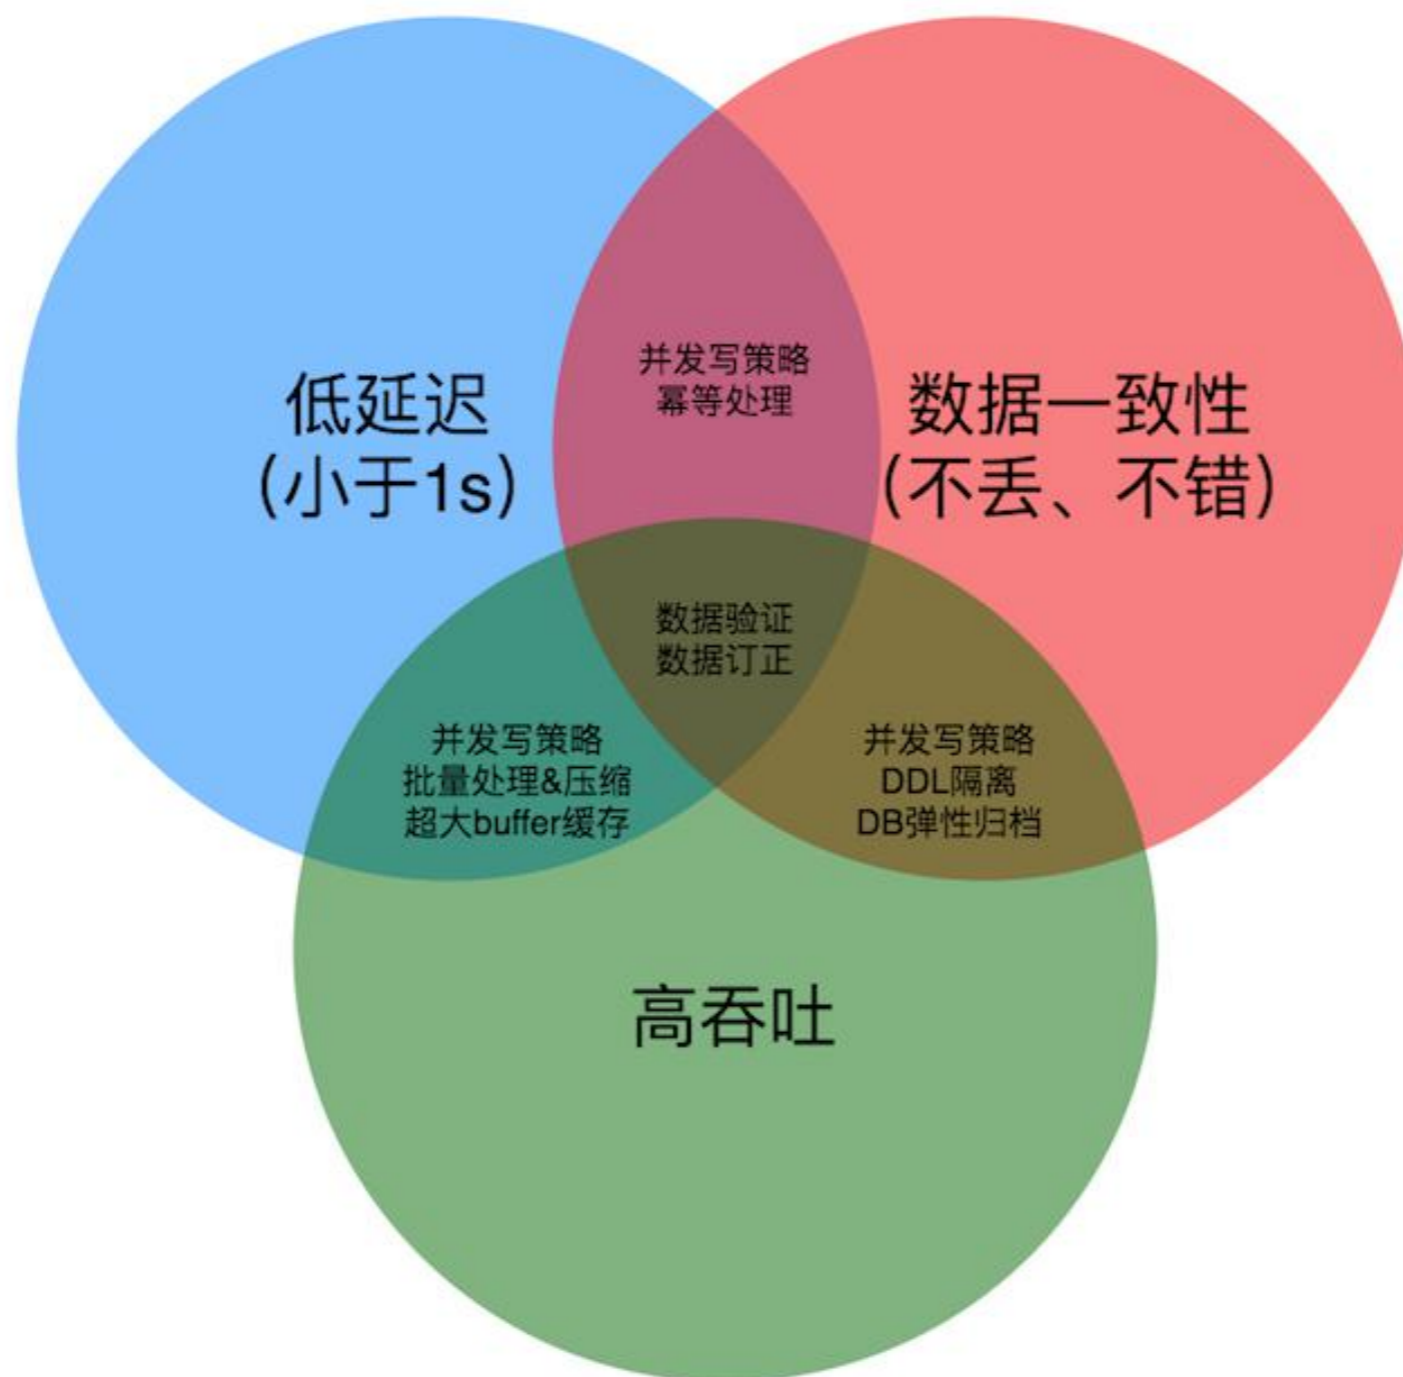 低延迟
（小于1s）
并发写策略
幂等处理
数据一致性
（不丢、不错）
数据验证
数据订正
并发写策略
批量处理&压缩
超大buffer缓存
并发写策略
DDL隔离
DB弹性归档
高吞吐